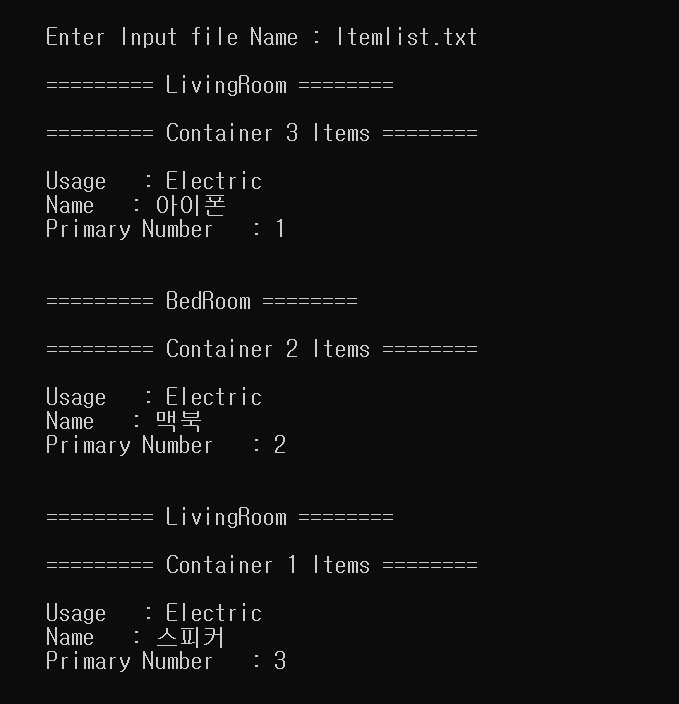 Enter Input file Name : Itemlist.txt
========= LivingRoom ========
========= Container 3 Items ========
Usage   : Electric
Name   : 아이폰
Primary Number   : 1
========= BedRoom ========
========= Container 2 Items ========
Usage   : Electric
Name   : 맥북
Primary Number   : 2
========= LivingRoom ========
========= Container 1 Items ========
Usage   : Electric
Name   : 스피커
Primary Number   : 3